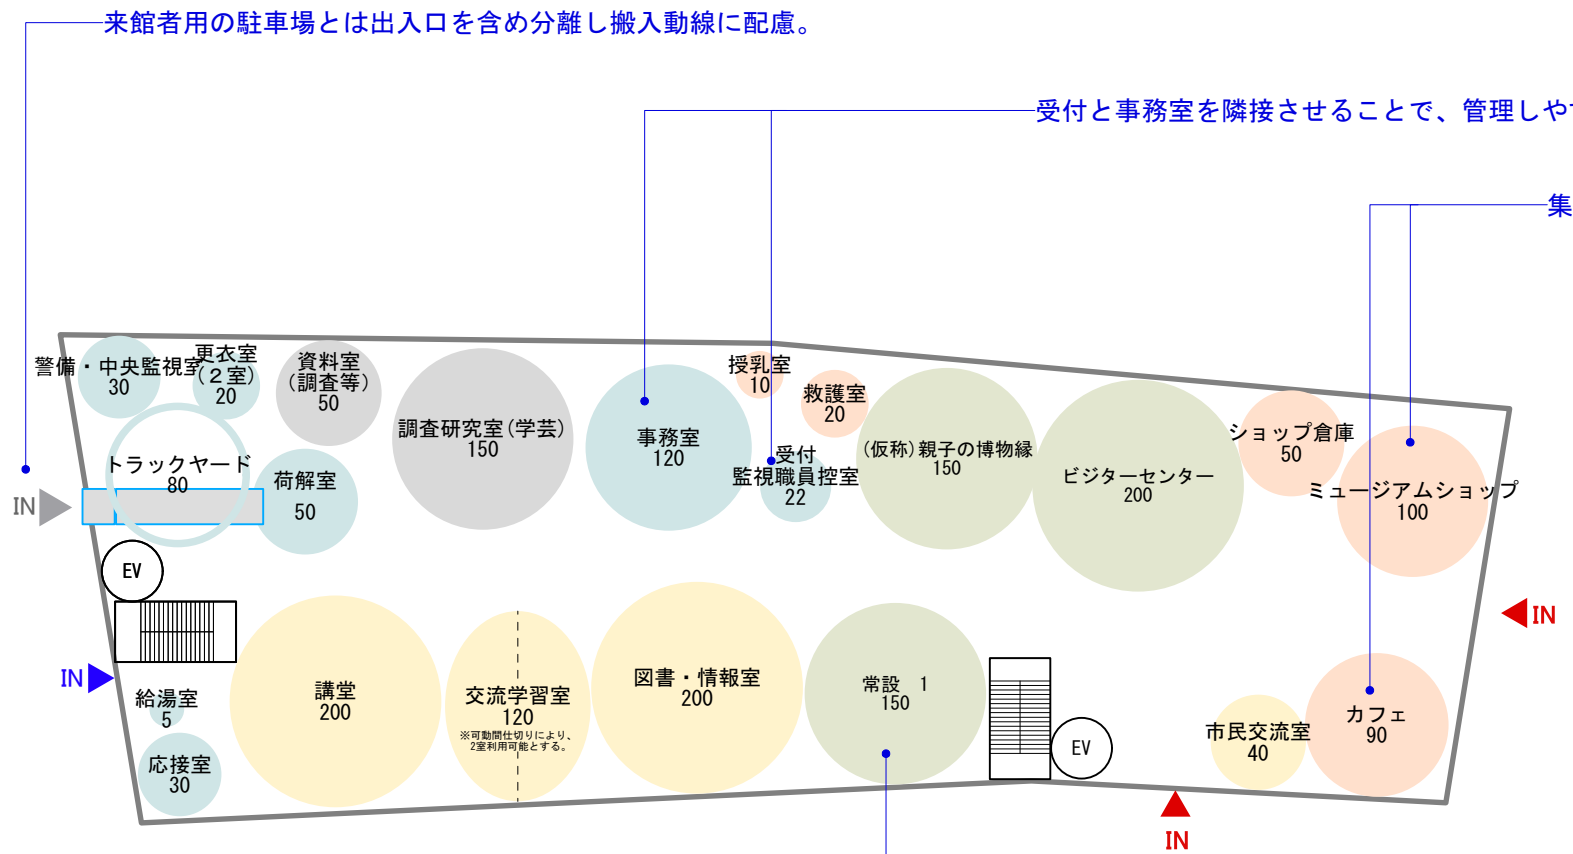 来館者用の駐車場とは出入口を含め分離し搬入動線に配慮。
受付と事務室を隣接させることで、管理しや
集
警備・中央監視室
30
更衣室
(２室)
20
資料室
(調査等)
50
調査研究室(学芸)
150
事務室
120
授乳室
10
救護室
20
受付
監視職員控室
22
(仮称)親子の博物縁
150
ビジターセンター
200
ショップ倉庫
50
ミュージアムショップ
100
トラックヤード
80
荷解室
50
IN
EV
IN
IN
給湯室
5
応接室
30
講堂
200
交流学習室
120
※可動間仕切りにより、
2室利用可能とする。
図書・情報室
200
常設　1
150
EV
市民交流室
40
カフェ
90
IN